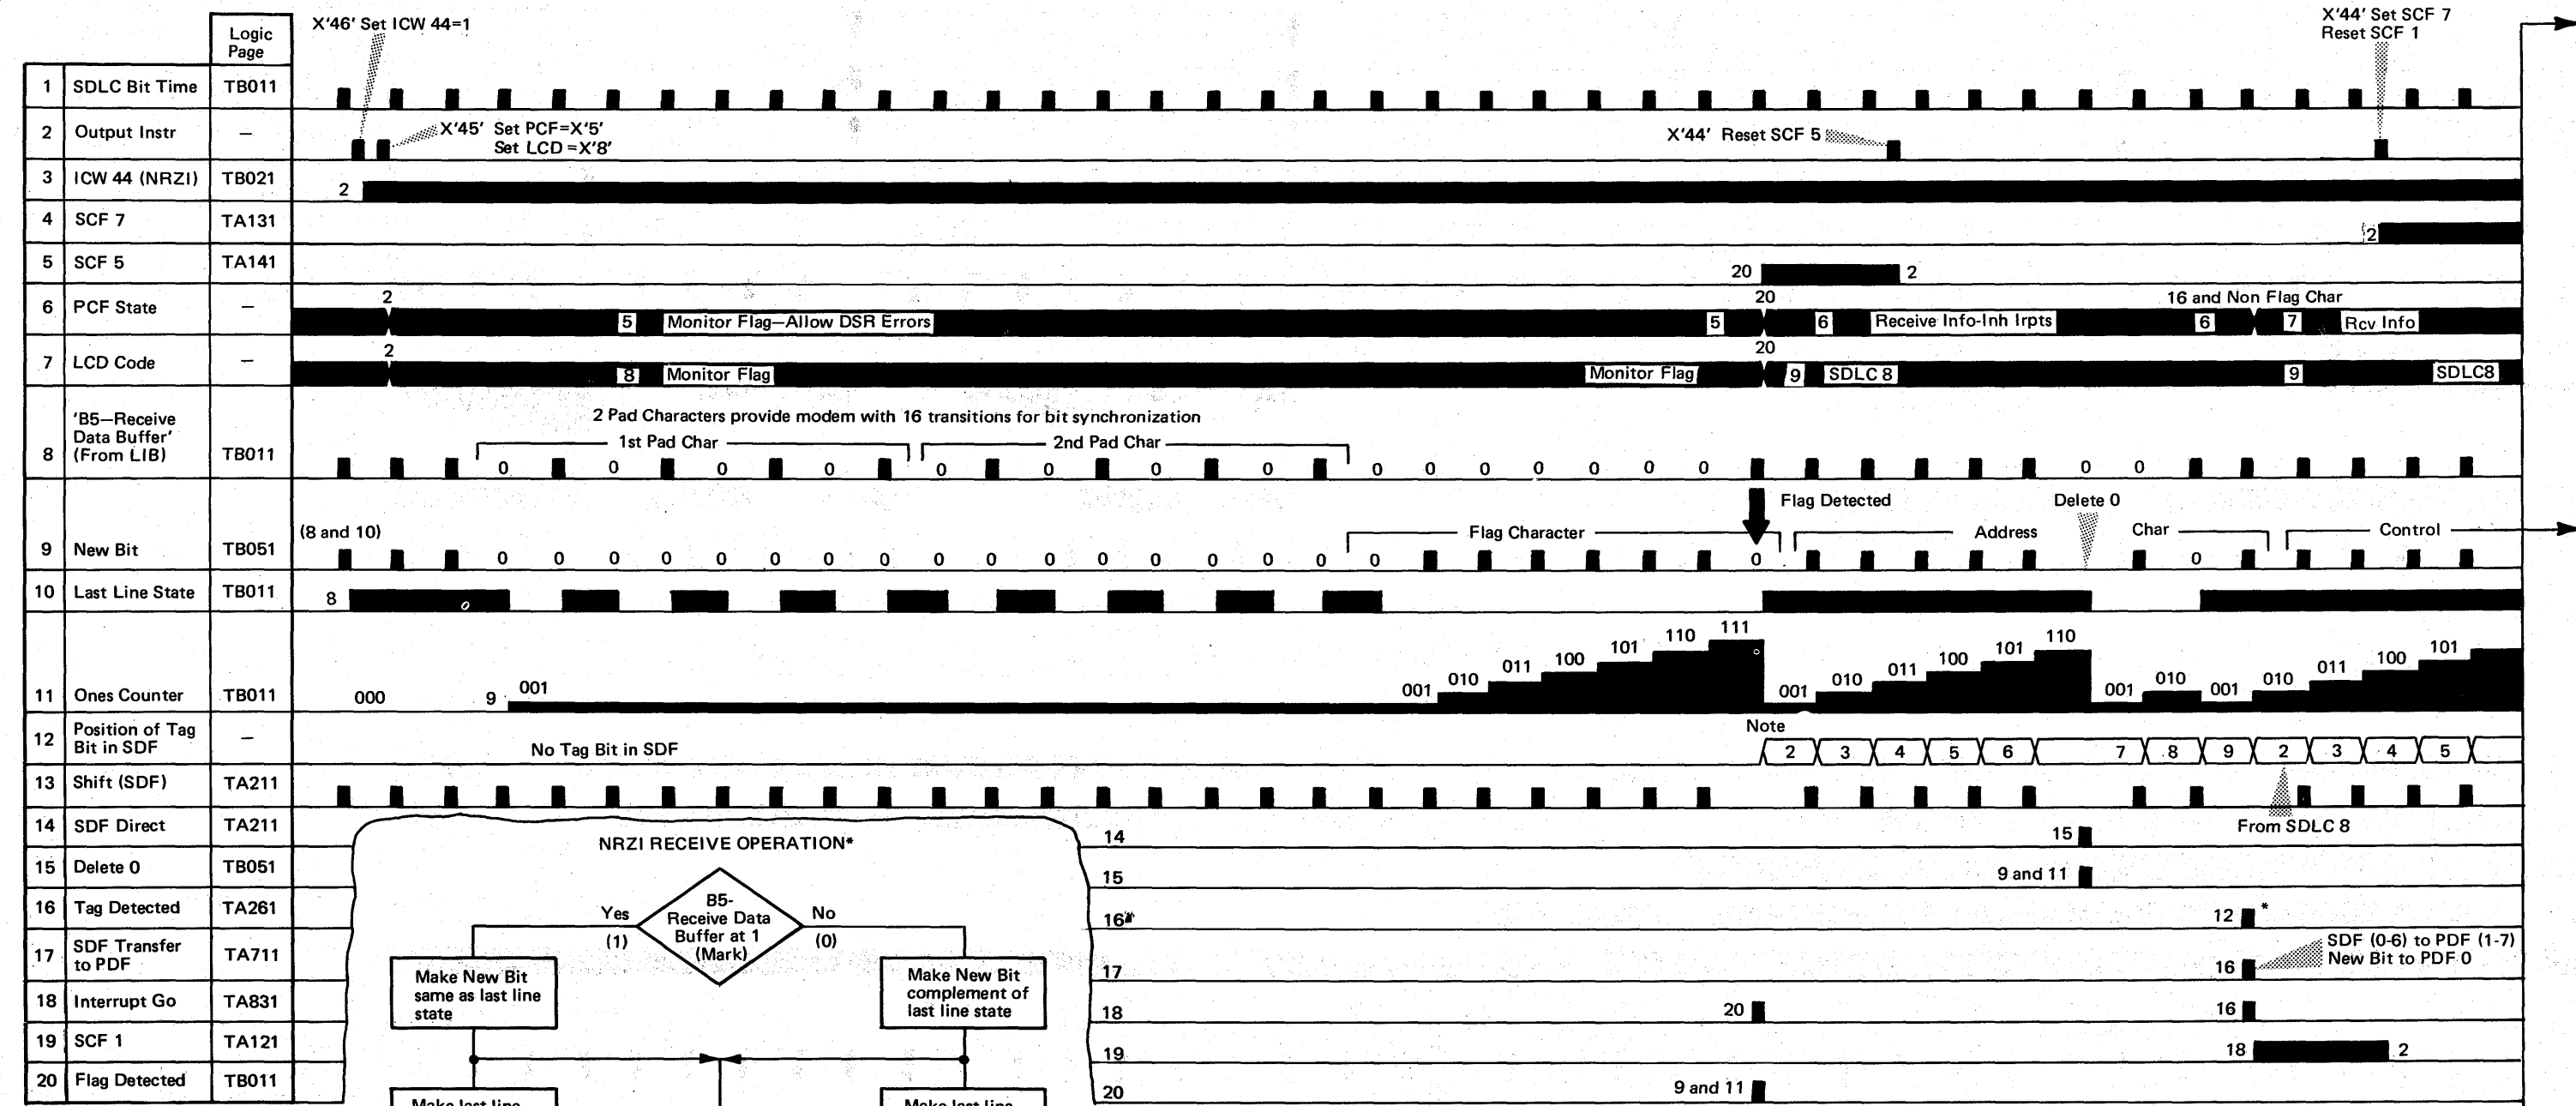 Logic
Page
X'46' Set ICW 44=1
X'44' Set SCF 7
Reset SCF 1
1 SDLC Bit Time TB011
2 Output Instr —
X'45' Set PCF=X'5'
Set LCD =X'8'
X'44' Reset SCF 5
3 ICW 44 (NRZI) TB021 2
4 SCF 7 TA131 2
5 SCF 5 TA141 20 2
6 PCF State —
2 20 16 and Non Flag Char
5 Monitor Flag—Allow DSR Errors 5 6 Receive Info-Inh Irpts 6 7 Rcv Info
7 LCD Code —
2 20
8 Monitor Flag Monitor Flag 9 SDLC 8 9 SDLC8
8 'B5—Receive
Data Buffer'
(From LIB) TB011
2 Pad Characters provide modem with 16 transitions for bit synchronization
1st Pad Char 2nd Pad Char
0 0 0 0 0 0 0 0 0 0 0 0 0 0 0 0 0
Flag Detected Delete 0
(8 and 10) Flag Character Address Char Control
9 New Bit TB051
0 0 0 0 0 0 0 0 0 0 0 0 0 0 0 0 0 0 0
10 Last Line State TB011 8
11 Ones Counter TB011
000 9 001 001 010 011 100 101 110 111 001 010 011 100 101 110 001 010 001 010 011 100 101
12 Position of Tag
Bit in SDF —
No Tag Bit in SDF
Note
2 3 4 5 6 7 8 9 2 3 4 5
13 Shift (SDF) TA211
From SDLC 8
14 SDF Direct TA211 14 15
15 Delete 0 TB051 15 9 and 11
16 Tag Detected TA261 16 12 *
17 SDF Transfer
to PDF TA711 17 16
SDF (0-6) to PDF (1-7)
New Bit to PDF 0
18 Interrupt Go TA831 18 20 16
19 SCF 1 TA121 19 18 2
20 Flag Detected TB011 20 9 and 11
NRZI RECEIVE OPERATION*
B5-
Receive Data
Buffer at 1
(Mark)
Yes
(1)
No
(0)
Make New Bit
same as last line
state
Make New Bit
complement of
last line state
Make last line
Make last line